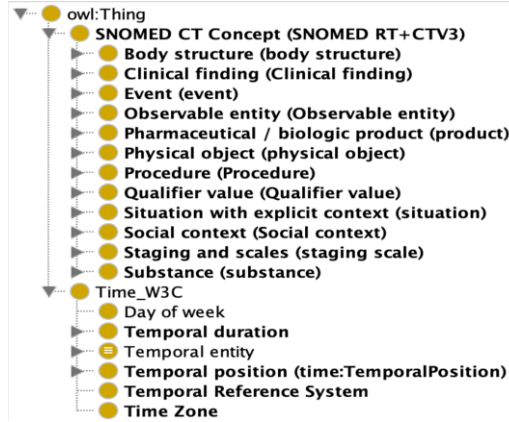 owl:Thing
SNOMED CT Concept (SNOMED RT+CTV3)
Body structure (body structure)
Clinical finding (Clinical finding)
Event (event)
Observable entity (Observable entity)
Pharmaceutical / biologic product (product)
Physical object (physical object)
Procedure (Procedure)
Qualifier value (Qualifier value)
Situation with explicit context (situation)
Social context (Social context)
Staging and scales (staging scale)
Substance (substance)
Time_W3C
Day of week
Temporal duration
Temporal entity
Temporal position (time:TemporalPosition)
Temporal Reference System
Time Zone